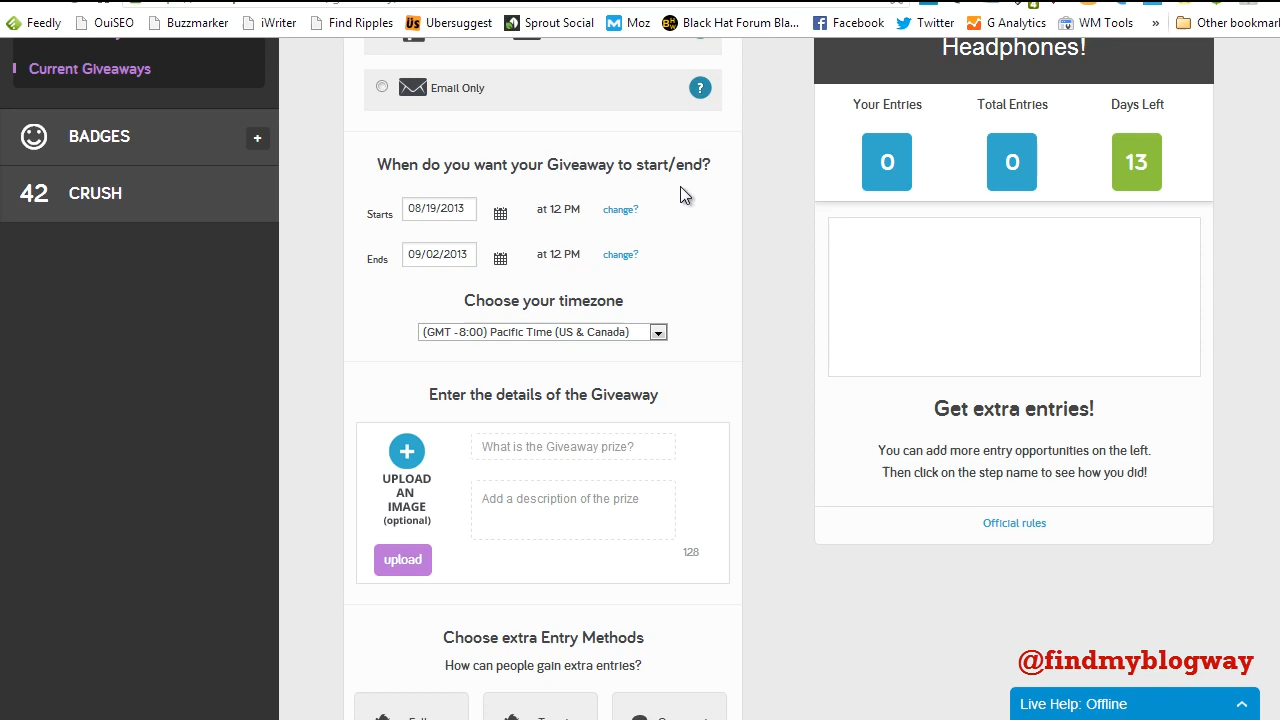 Feedly OuiSEO Buzzmarker iWriter Find Ripples Ubersuggest Sprout Social Moz Black Hat Forum Bla... Facebook Twitter G Analytics WM Tools » Other bookmar
Current Giveaways
BADGES +
42 CRUSH
Email Only ?
When do you want your Giveaway to start/end?
Starts 08/19/2013 at 12 PM change?
Ends 09/02/2013 at 12 PM change?
Choose your timezone
(GMT -8:00) Pacific Time (US & Canada)
Enter the details of the Giveaway
+
UPLOAD
AN
IMAGE
(optional)
upload
What is the Giveaway prize?
Add a description of the prize
128
Choose extra Entry Methods
How can people gain extra entries?
Headphones!
Your Entries Total Entries Days Left
0 0 13
Get extra entries!
You can add more entry opportunities on the left.
Then click on the step name to see how you did!
Official rules
@findmyblogway
Live Help: Offline